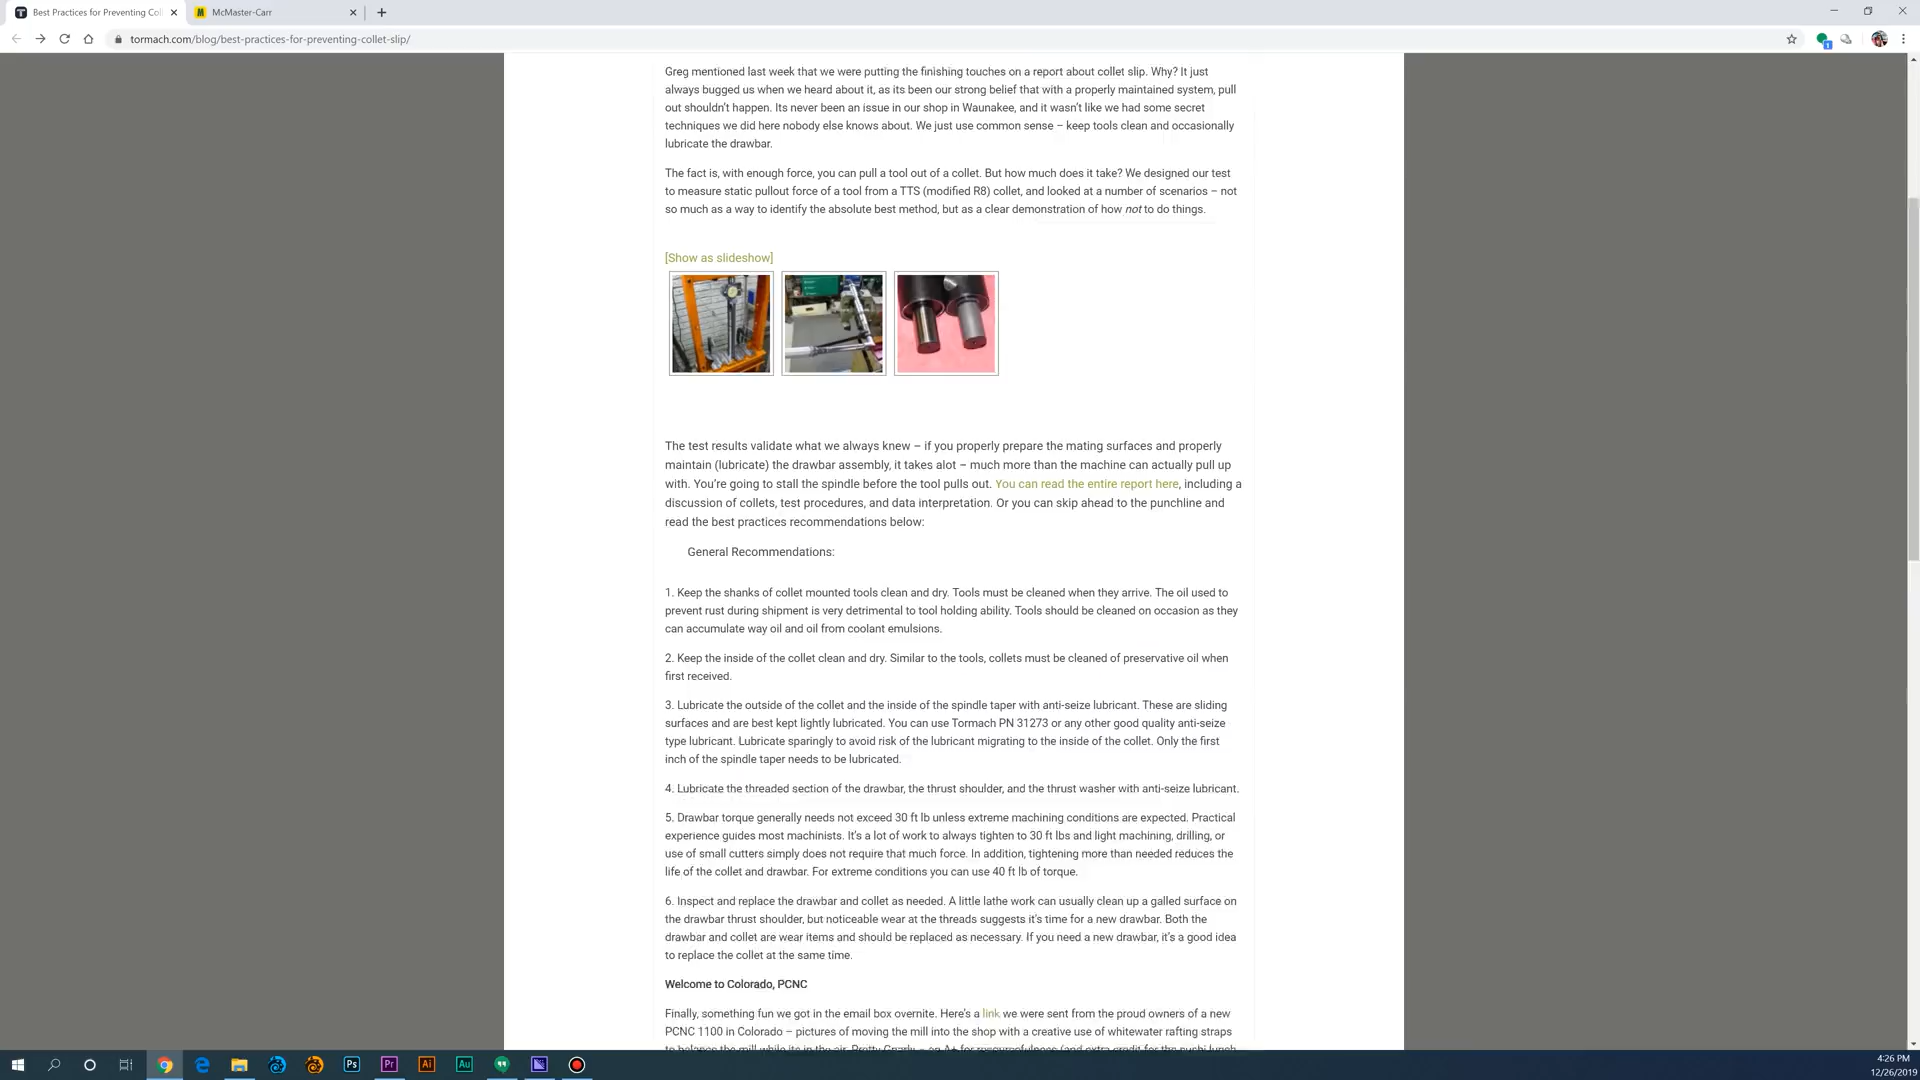 Best Practices for Preventing Coll
McMaster-Carr
tormach.com/blog/best-practices-for-preventing-collet-slip/
Greg mentioned last week that we were putting the finishing touches on a report about collet slip. Why? It just
always bugged us when we heard about it, as its been our strong belief that with a properly maintained system, pull
out shouldn't happen. Its never been an issue in our shop in Waunakee, and it wasn't like we had some secret
techniques we did here nobody else knows about. We just use common sense – keep tools clean and occasionally
lubricate the drawbar.
The fact is, with enough force, you can pull a tool out of a collet. But how much does it take? We designed our test
to measure static pullout force of a tool from a TTS (modified R8) collet, and looked at a number of scenarios – not
so much as a way to identify the absolute best method, but as a clear demonstration of how not to do things.
[Show as slideshow]
The test results validate what we always knew – if you properly prepare the mating surfaces and properly
maintain (lubricate) the drawbar assembly, it takes alot – much more than the machine can actually pull up
with. You're going to stall the spindle before the tool pulls out. You can read the entire report here, including a
discussion of collets, test procedures, and data interpretation. Or you can skip ahead to the punchline and
read the best practices recommendations below:
General Recommendations:
1. Keep the shanks of collet mounted tools clean and dry. Tools must be cleaned when they arrive. The oil used to
prevent rust during shipment is very detrimental to tool holding ability. Tools should be cleaned on occasion as they
can accumulate way oil and oil from coolant emulsions.
2. Keep the inside of the collet clean and dry. Similar to the tools, collets must be cleaned of preservative oil when
first received.
3. Lubricate the outside of the collet and the inside of the spindle taper with anti-seize lubricant. These are sliding
surfaces and are best kept lightly lubricated. You can use Tormach PN 31273 or any other good quality anti-seize
type lubricant. Lubricate sparingly to avoid risk of the lubricant migrating to the inside of the collet. Only the first
inch of the spindle taper needs to be lubricated.
4. Lubricate the threaded section of the drawbar, the thrust shoulder, and the thrust washer with anti-seize lubricant.
5. Drawbar torque generally needs not exceed 30 ft lb unless extreme machining conditions are expected. Practical
experience guides most machinists. It's a lot of work to always tighten to 30 ft lbs and light machining, drilling, or
use of small cutters simply does not require that much force. In addition, tightening more than needed reduces the
life of the collet and drawbar. For extreme conditions you can use 40 ft lb of torque.
6. Inspect and replace the drawbar and collet as needed. A little lathe work can usually clean up a galled surface on
the drawbar thrust shoulder, but noticeable wear at the threads suggests it's time for a new drawbar. Both the
drawbar and collet are wear items and should be replaced as necessary. If you need a new drawbar, it's a good idea
to replace the collet at the same time.
Welcome to Colorado, PCNC
Finally, something fun we got in the email box overnite. Here's a link we were sent from the proud owners of a new
PCNC 1100 in Colorado – pictures of moving the mill into the shop with a creative use of whitewater rafting straps
Ps
Pr
Ai
Au
4:26 PM
12/26/2019